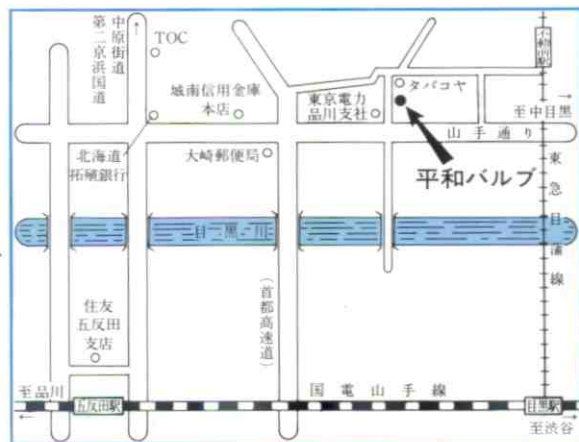 第二京浜国道
中原街道
TOC
城南信用金庫
本店
東京電力
品川支社
タバコヤ
不動前駅
至中目黒
山手通り
北海道
拓殖銀行
大崎郵便局
平和バルブ
東急目蒲線
目黒川
住友
五反田
支店
（首都高速道）
至品川
国電山手線
五反田駅
目黒駅
至渋谷